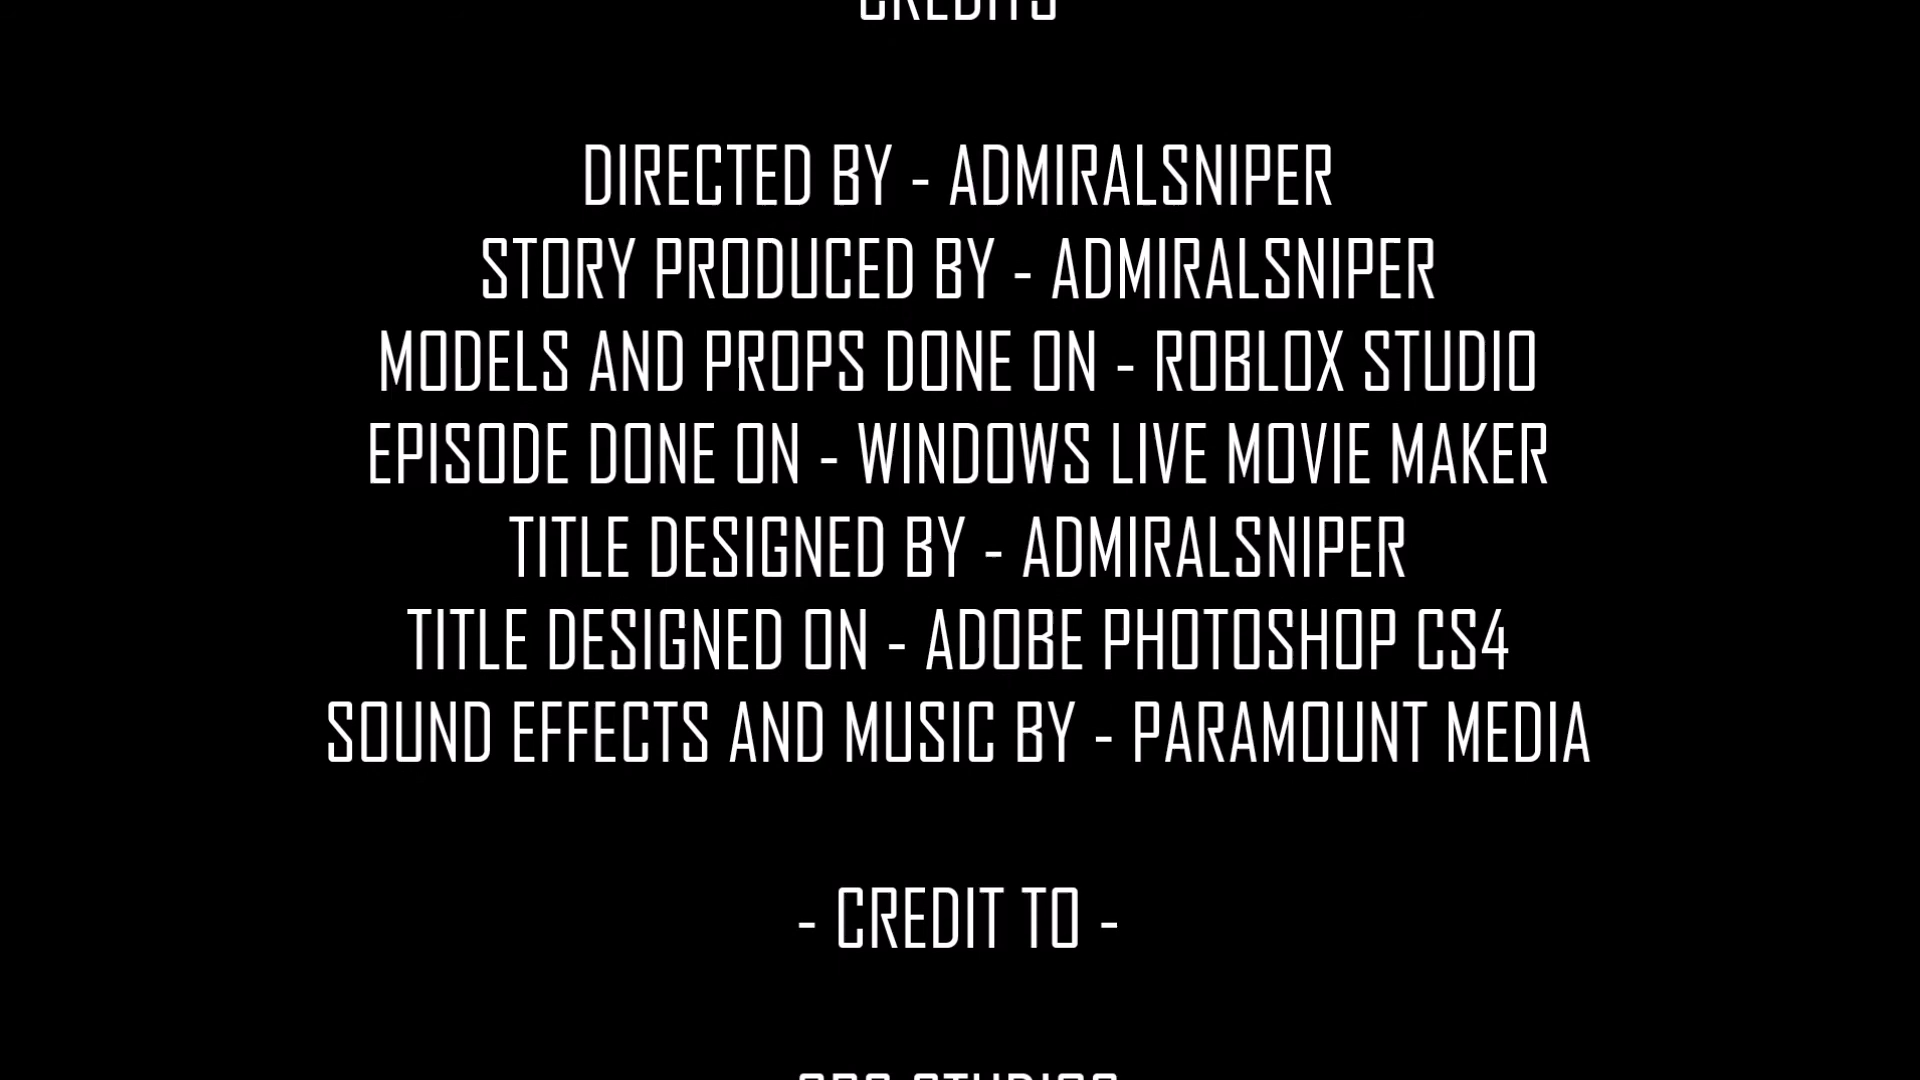 CREDITS
DIRECTED BY - ADMIRALSNIPER
STORY PRODUCED BY - ADMIRALSNIPER
MODELS AND PROPS DONE ON - ROBLOX STUDIO
EPISODE DONE ON - WINDOWS LIVE MOVIE MAKER
TITLE DESIGNED BY - ADMIRALSNIPER
TITLE DESIGNED ON - ADOBE PHOTOSHOP CS4
SOUND EFFECTS AND MUSIC BY - PARAMOUNT MEDIA
- CREDIT TO -
STUDIOS